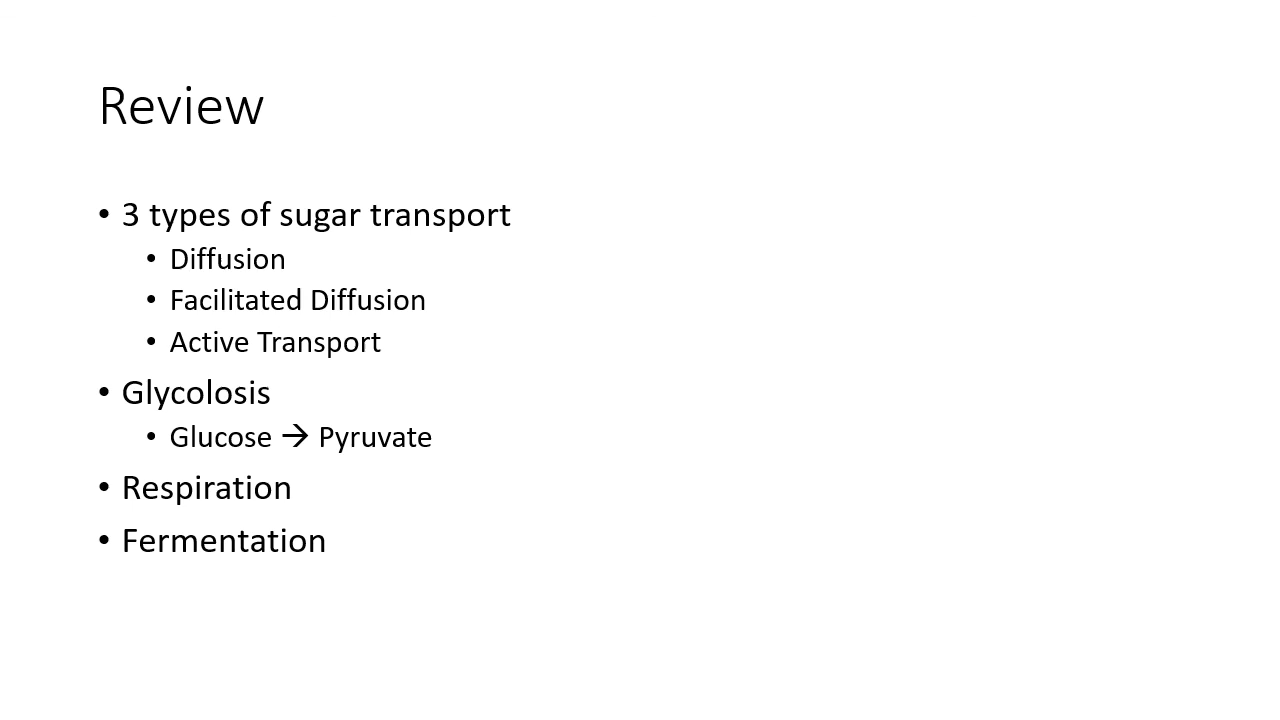 Review
• 3 types of sugar transport
• Diffusion
• Facilitated Diffusion
• Active Transport
• Glycolosis
• Glucose → Pyruvate
• Respiration
• Fermentation